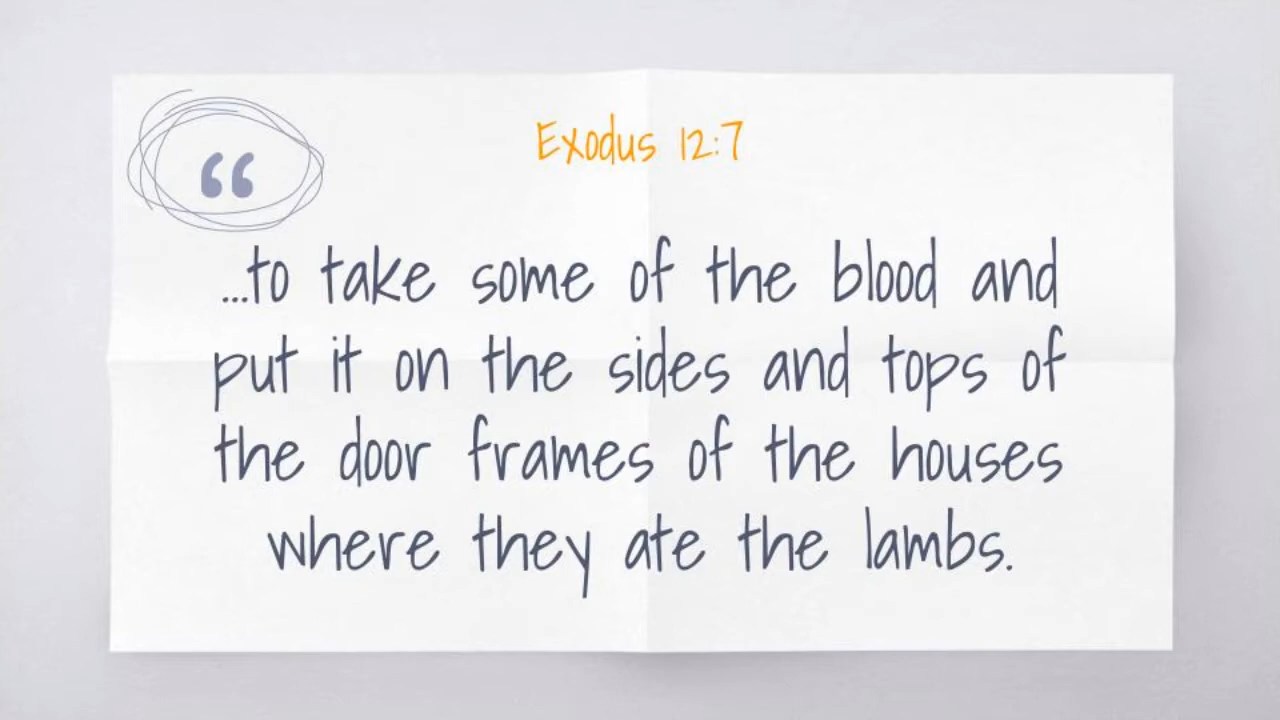 “
Exodus 12:7
...to take some of the blood and
put it on the sides and tops of
the door frames of the houses
where they ate the lambs.